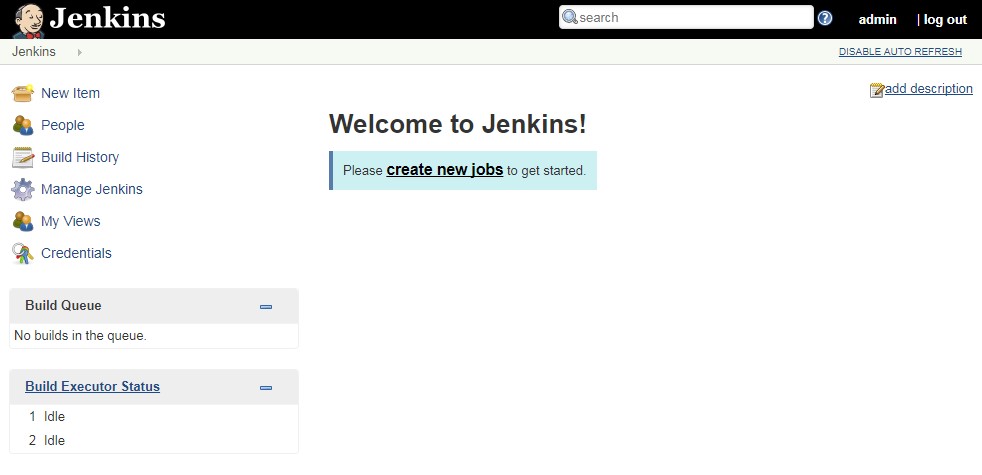 Jenkins
search
admin
| log out
Jenkins
DISABLE AUTO REFRESH
New Item
People
Build History
Manage Jenkins
My Views
Credentials
add description
Welcome to Jenkins!
Please create new jobs to get started.
Build Queue
No builds in the queue.
Build Executor Status
1 Idle
2 Idle